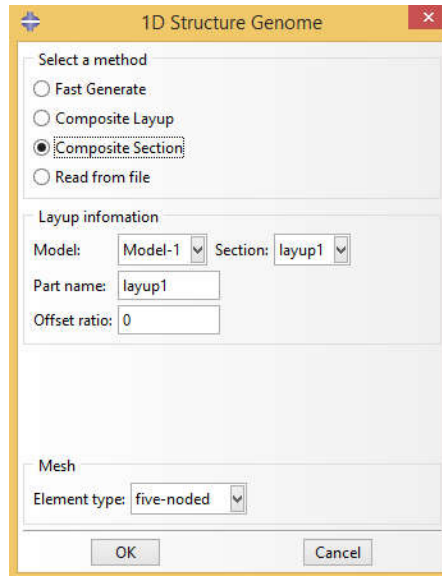 1D Structure Genome
Select a method
Fast Generate
Composite Layup
Composite Section
Read from file
Layup infomation
Model: Model-1 Section: layup1
Part name: layup1
Offset ratio: 0
Mesh
Element type: five-noded
OK Cancel